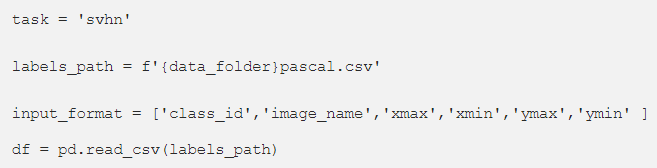 task = 'svhn'
labels_path = f'{data_folder}pascal.csv'
input_format = ['class_id','image_name','xmax','xmin','ymax','ymin' ]
df = pd.read_csv(labels_path)